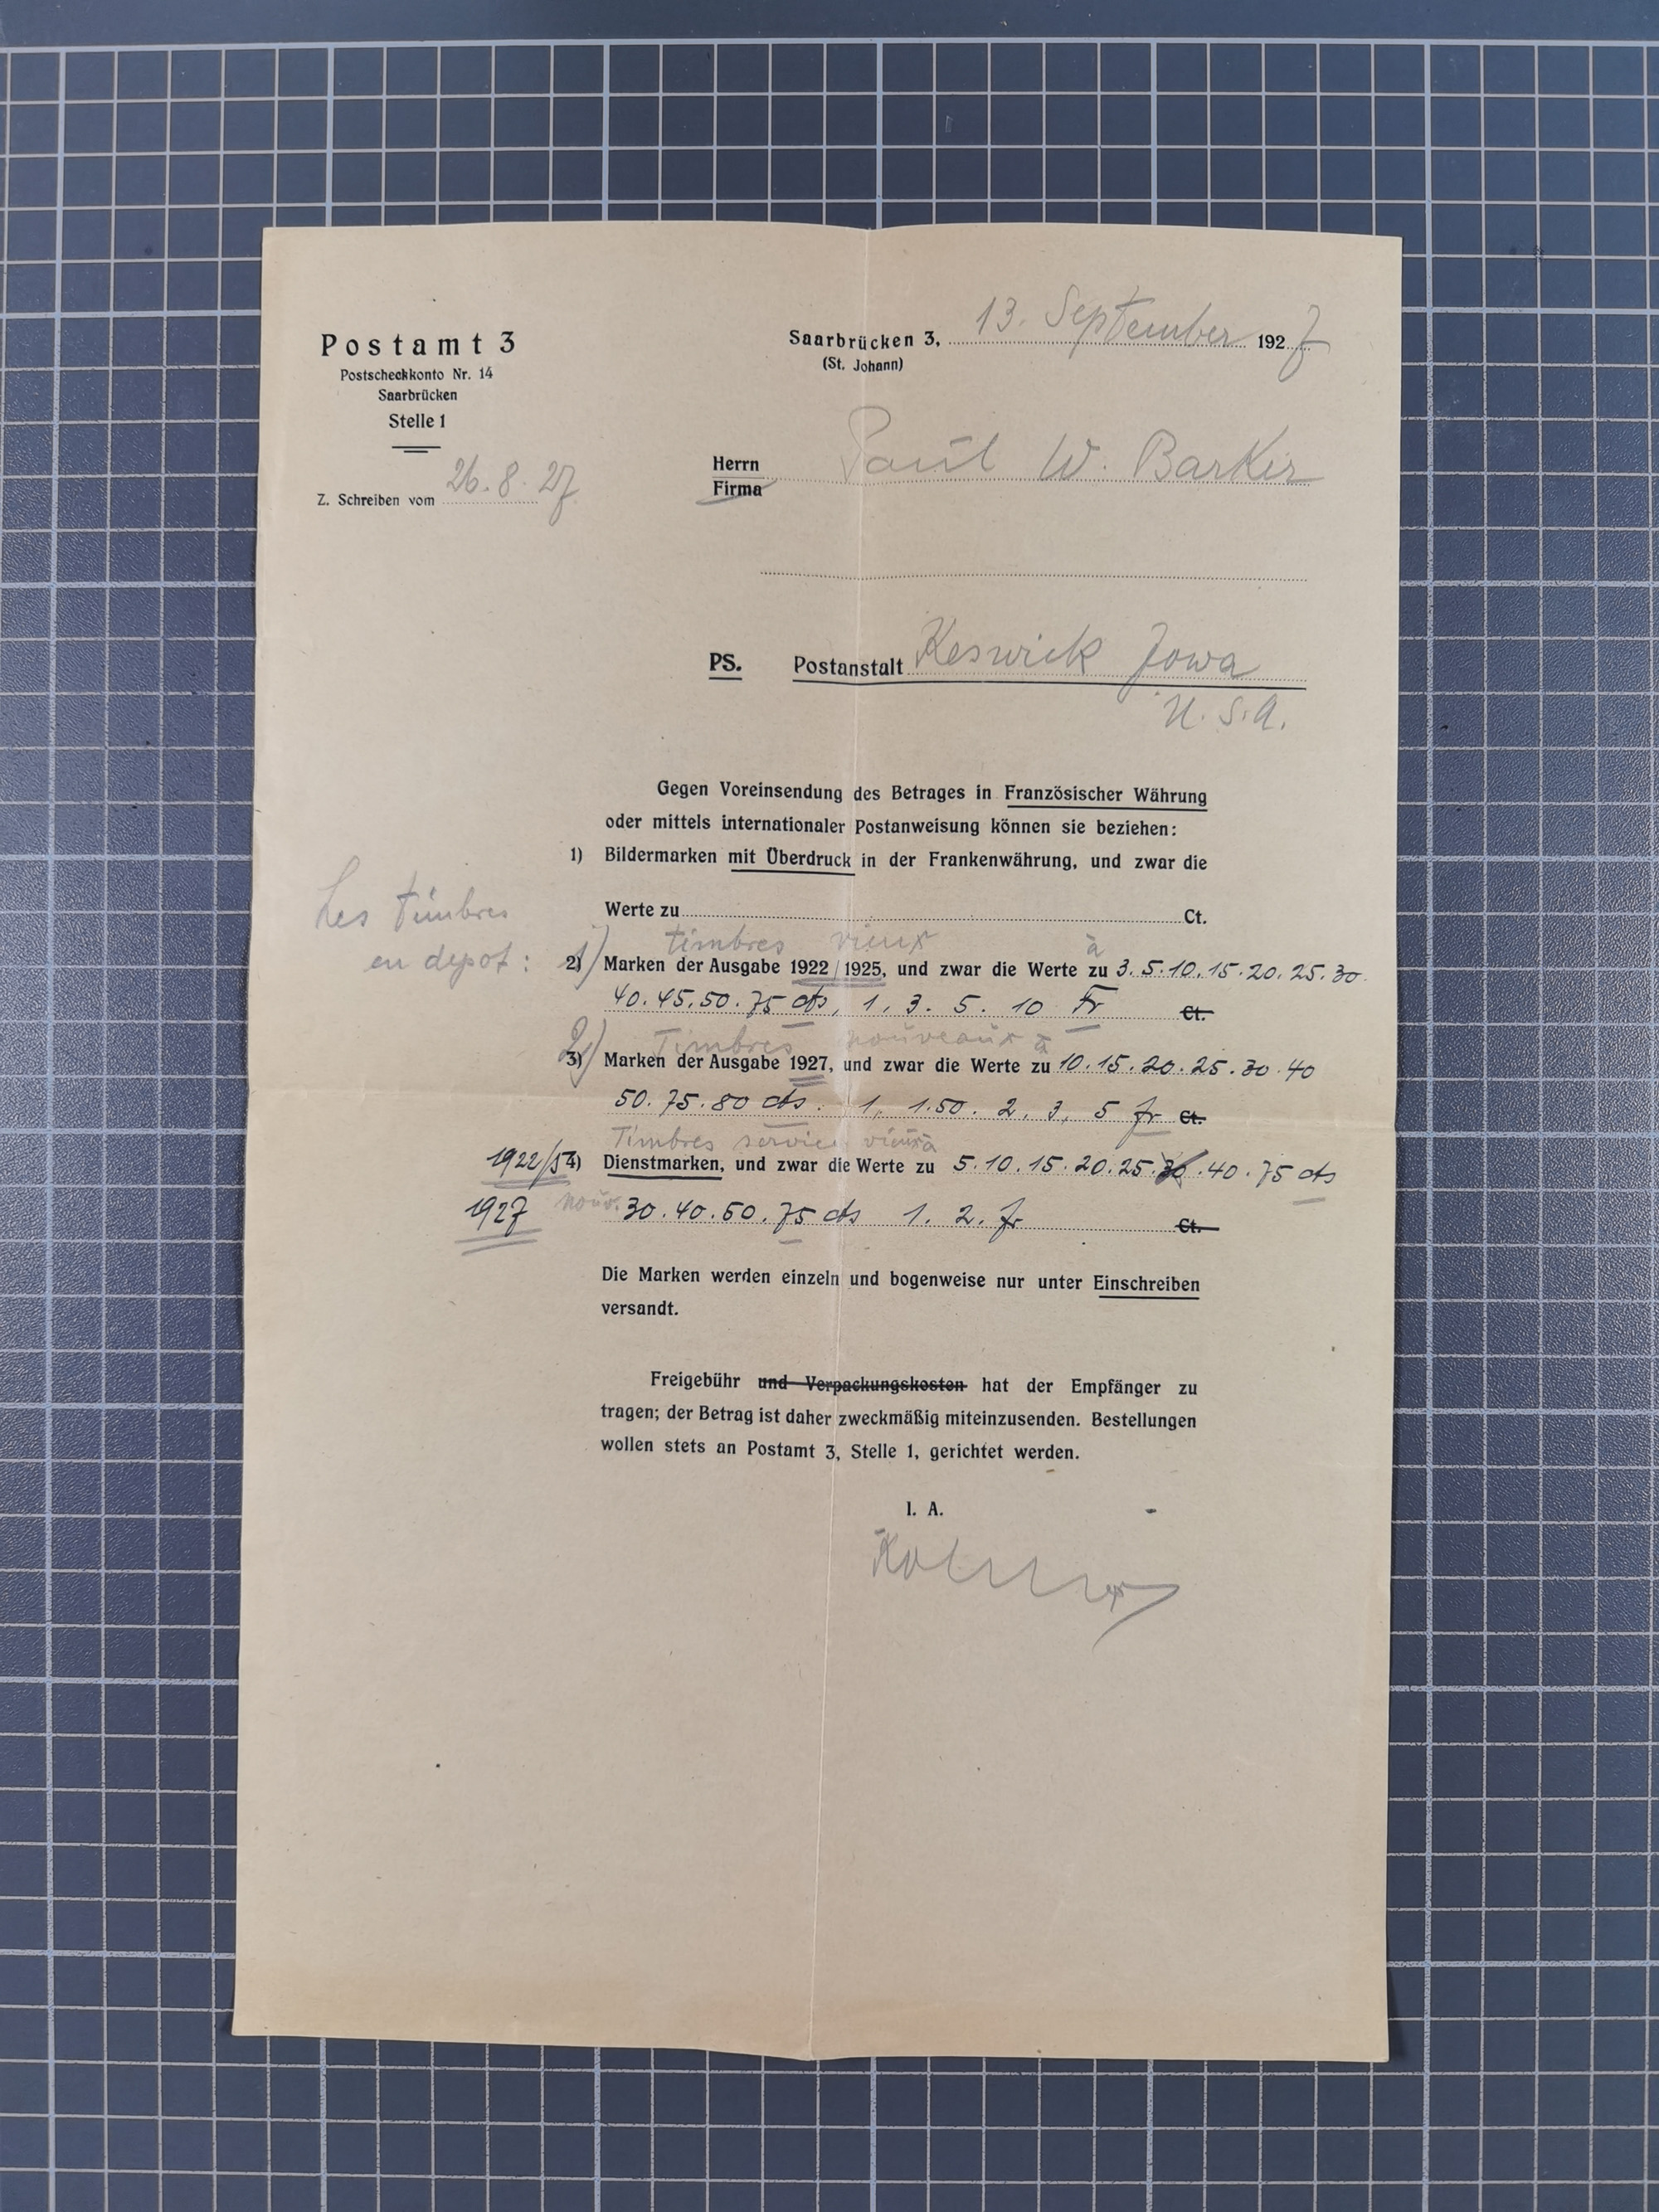 Postamt 3
Postscheckkonto Nr. 14
Saarbrücken
Stelle 1
Z. Schreiben vom 26.8.27
Saarbrücken 3, 13. September 1927
(St. Johann)
Herrn Paul W. Barker
Firma
PS. Postanstalt Keswick Jowa
U.S.A.
Gegen Voreinsendung des Betrages in Französischer Währung
oder mittels internationaler Postanweisung können sie beziehen:
1) Bildermarken mit Überdruck in der Frankenwährung, und zwar die
Werte zu Ct.
Les timbres
en depot:
timbres vieux à
1) 2) Marken der Ausgabe 1922/1925, und zwar die Werte zu 3.5.10.15.20.25.30.
40.45.50.75 cts, 1. 3. 5. 10 Fr Ct.
Timbres nouveaux à
2) 3) Marken der Ausgabe 1927, und zwar die Werte zu 10.15.20.25.30.40
50.75.80 cts. 1. 1.50. 2. 3. 5 fr Ct.
Timbres service vieux à
1922/5 4) Dienstmarken, und zwar die Werte zu 5.10.15.20.25.30.40.75 cts
1927 nouv. 30.40.50.75 cts 1. 2. fr Ct.
Die Marken werden einzeln und bogenweise nur unter Einschreiben
versandt.
Freigebühr und Verpackungskosten hat der Empfänger zu
tragen; der Betrag ist daher zweckmäßig miteinzusenden. Bestellungen
wollen stets an Postamt 3, Stelle 1, gerichtet werden.
I. A.